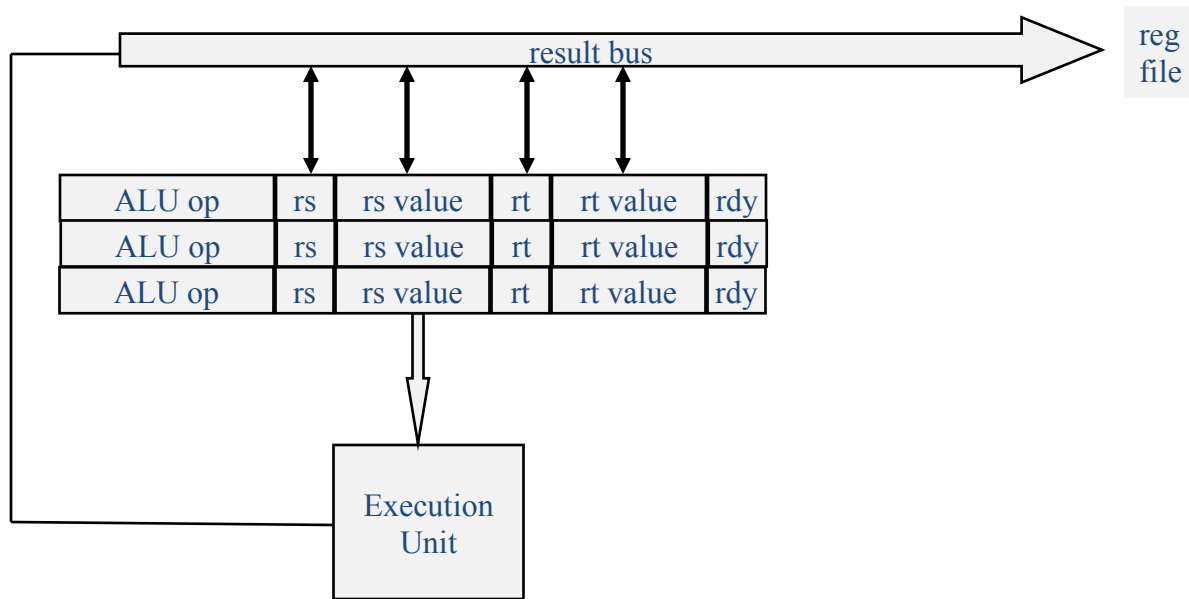 result bus
reg
file
ALU op rs rs value rt rt value rdy
ALU op rs rs value rt rt value rdy
ALU op rs rs value rt rt value rdy
Execution
Unit